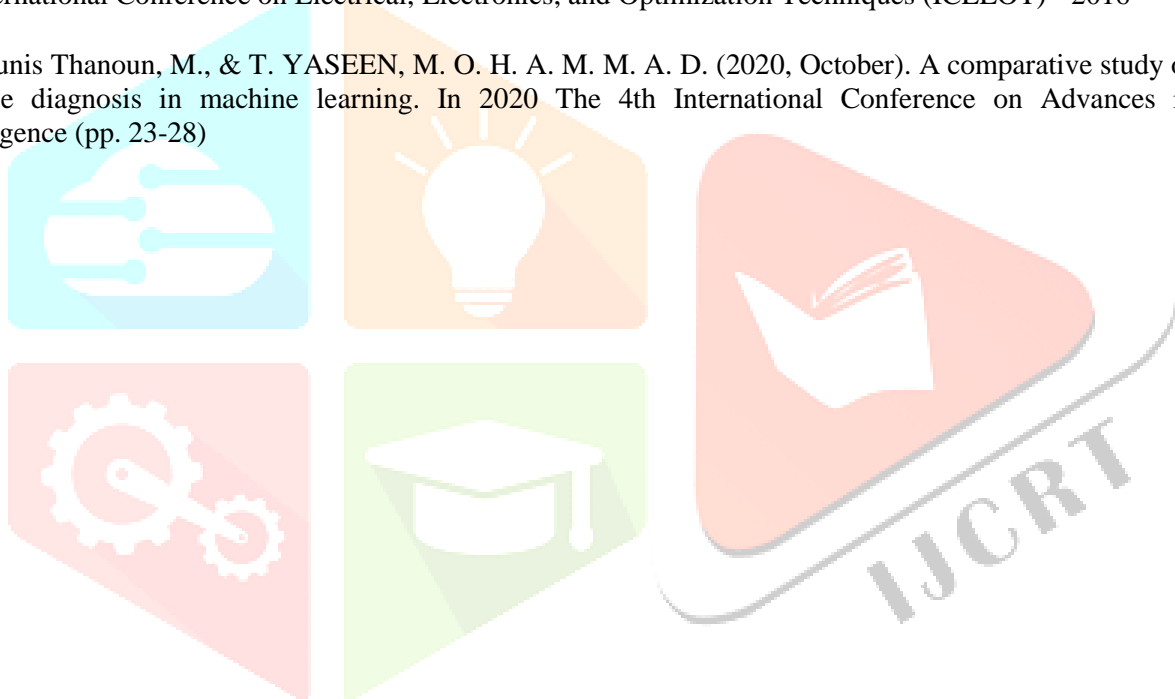 International Conference on Electrical, Electronics, and Optimization Techniques (ICEEOT) - 2016
unis Thanoun, M., & T. YASEEN, M. O. H. A. M. M. A. D. (2020, October). A comparative study o
e diagnosis in machine learning. In 2020 The 4th International Conference on Advances i
gence (pp. 23-28)
IJCRT